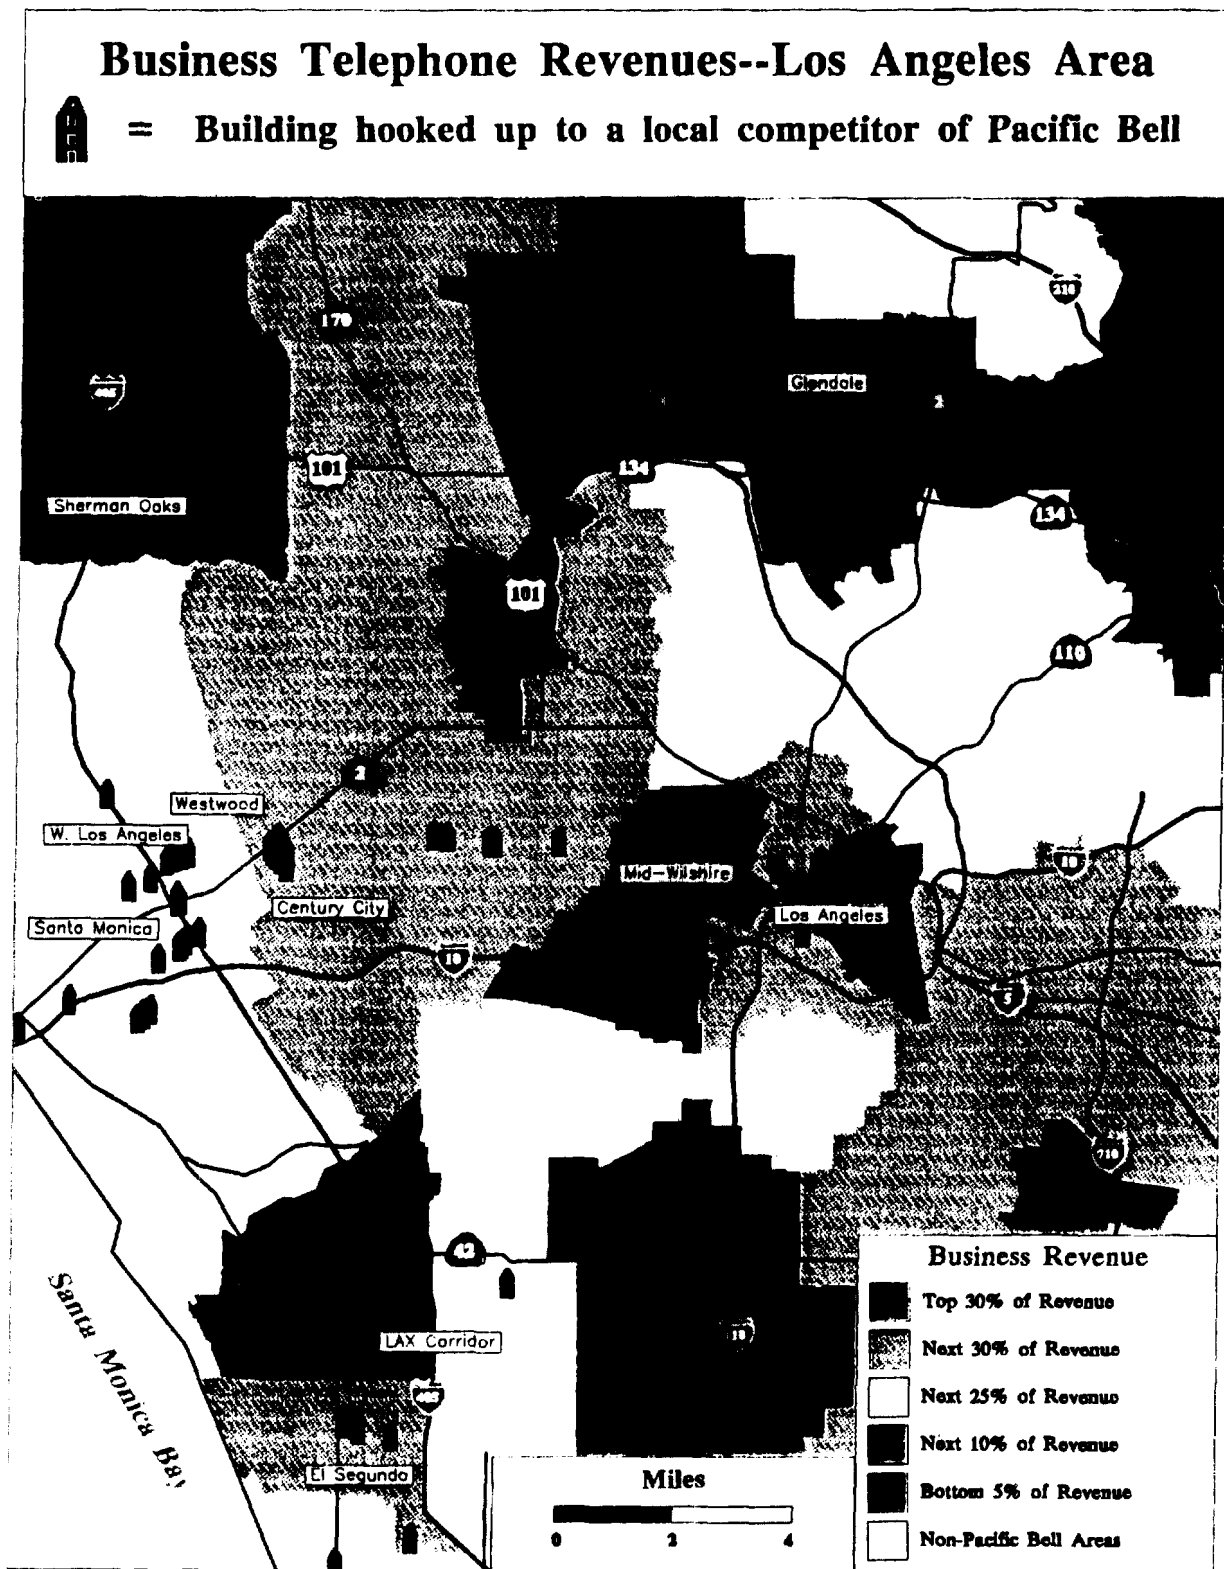 Business Telephone Revenues--Los Angeles Area
= Building hooked up to a local competitor of Pacific Bell
210
170
Glendale
405
2
101
134
Sherman Oaks
134
101
110
2
Westwood
W. Los Angeles
10
Mid-Wilshire
Century City
Los Angeles
Santa Monica
10
5
710
42
Business Revenue
Top 30% of Revenue
Santa Monica Bay
LAX Corridor
Next 30% of Revenue
405
Next 25% of Revenue
Next 10% of Revenue
El Segundo
Miles
Bottom 5% of Revenue
0 2 4
Non-Pacific Bell Areas